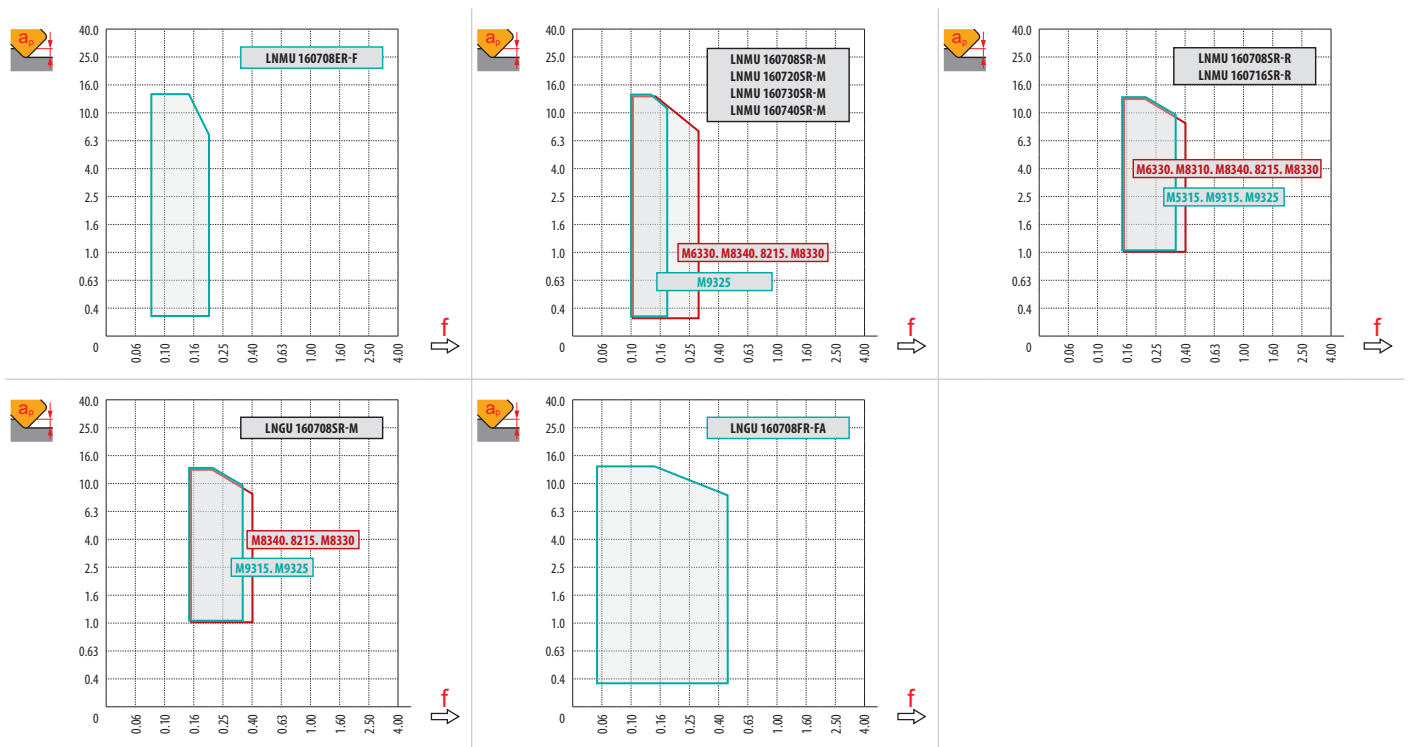 ap
40.0
25.0
16.0
10.0
6.3
4.0
2.5
1.6
1.0
0.63
0.4
0
LNMU 160708ER-F
0.06 0.10 0.16 0.25 0.40 0.63 1.00 1.60 2.50 4.00
f
ap
40.0
25.0
16.0
10.0
6.3
4.0
2.5
1.6
1.0
0.63
0.4
0
LNMU 160708SR-M
LNMU 160720SR-M
LNMU 160730SR-M
LNMU 160740SR-M
M6330. M8340. 8215. M8330
M9325
0.06 0.10 0.16 0.25 0.40 0.63 1.00 1.60 2.50 4.00
f
ap
40.0
25.0
16.0
10.0
6.3
4.0
2.5
1.6
1.0
0.63
0.4
0
LNMU 160708SR-R
LNMU 160716SR-R
M6330. M8310. M8340. 8215. M8330
M5315. M9315. M9325
0.06 0.10 0.16 0.25 0.40 0.63 1.00 1.60 2.50 4.00
f
ap
40.0
25.0
16.0
10.0
6.3
4.0
2.5
1.6
1.0
0.63
0.4
0
LNGU 160708SR-M
M8340. 8215. M8330
M9315. M9325
0.06 0.10 0.16 0.25 0.40 0.63 1.00 1.60 2.50 4.00
f
ap
40.0
25.0
16.0
10.0
6.3
4.0
2.5
1.6
1.0
0.63
0.4
0
LNGU 160708FR-FA
0.06 0.10 0.16 0.25 0.40 0.63 1.00 1.60 2.50 4.00
f